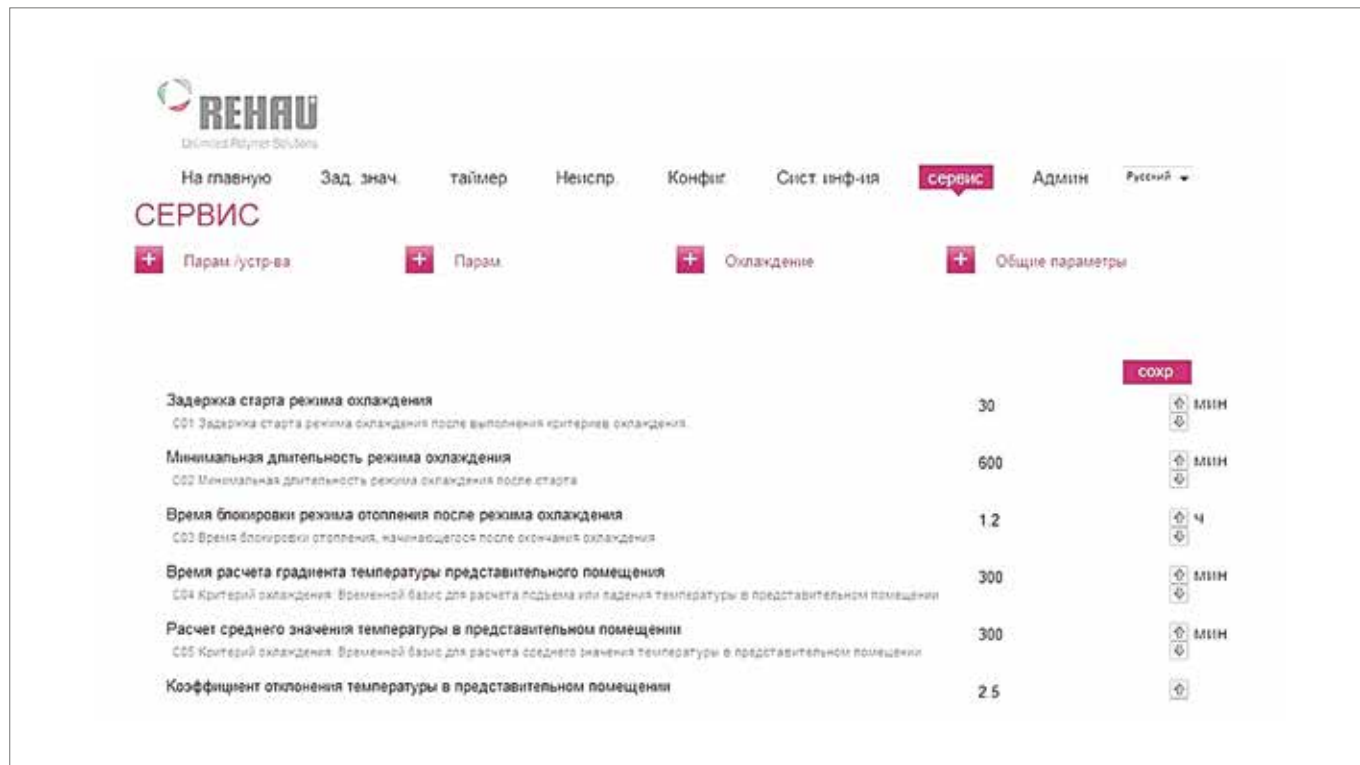 REHAU
Unlimited Polymer Solutions
На главную Зад. знач. таймер Неиспр. Конфиг Сист. инф-ия сервис Админ Русский
СЕРВИС
Парам./устр-ва Парам. Охлаждение Общие параметры
сохр
Задержка старта режима охлаждения 30 мин
C01 Задержка старта режима охлаждения после выполнения критериев охлаждения.
Минимальная длительность режима охлаждения 600 мин
C02 Минимальная длительность режима охлаждения после старта
Время блокировки режима отопления после режима охлаждения 1.2 ч
C03 Время блокировки отопления, начинающегося после окончания охлаждения
Время расчета градиента температуры представительного помещения 300 мин
C04 Критерий охлаждения: Временной базис для расчета подъема или падения температуры в представительном помещении
Расчет среднего значения температуры в представительном помещении 300 мин
C05 Критерий охлаждения: Временной базис для расчета среднего значения температуры в представительном помещении
Коэффициент отклонения температуры в представительном помещении 2.5